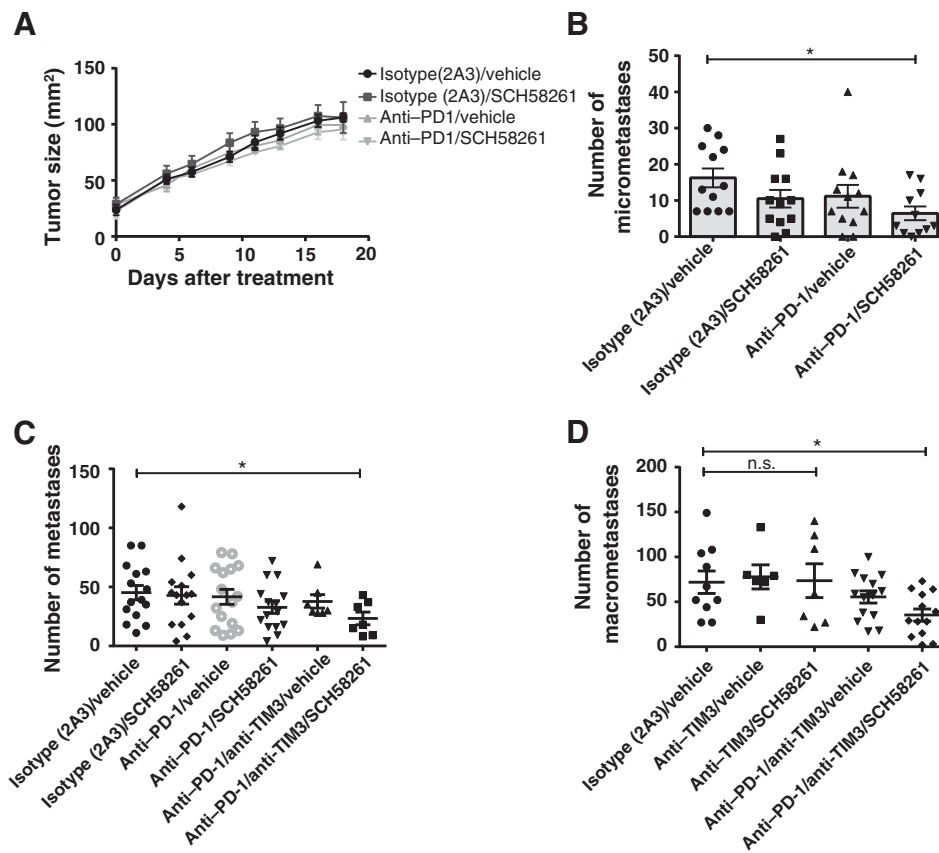 A
Tumor size (mm²)
150
100
50
0
0
5
10
15
20
Days after treatment
Isotype(2A3)/vehicle
Isotype (2A3)/SCH58261
Anti–PD1/vehicle
Anti–PD1/SCH58261
B
Number of
micrometastases
50
40
30
20
10
0
*
Isotype (2A3)/vehicle
Isotype (2A3)/SCH58261
Anti–PD-1/vehicle
Anti–PD-1/SCH58261
C
Number of metastases
150
100
50
0
*
Isotype (2A3)/vehicle
Isotype (2A3)/SCH58261
Anti–PD-1/vehicle
Anti–PD-1/SCH58261
Anti–PD-1/anti-TIM3/vehicle
Anti–PD-1/anti-TIM3/SCH58261
D
Number of
macrometastases
200
150
100
50
0
*
n.s.
Isotype (2A3)/vehicle
Anti–TIM3/vehicle
Anti–TIM3/SCH58261
Anti–PD-1/anti-TIM3/vehicle
Anti–PD-1/anti-TIM3/SCH58261